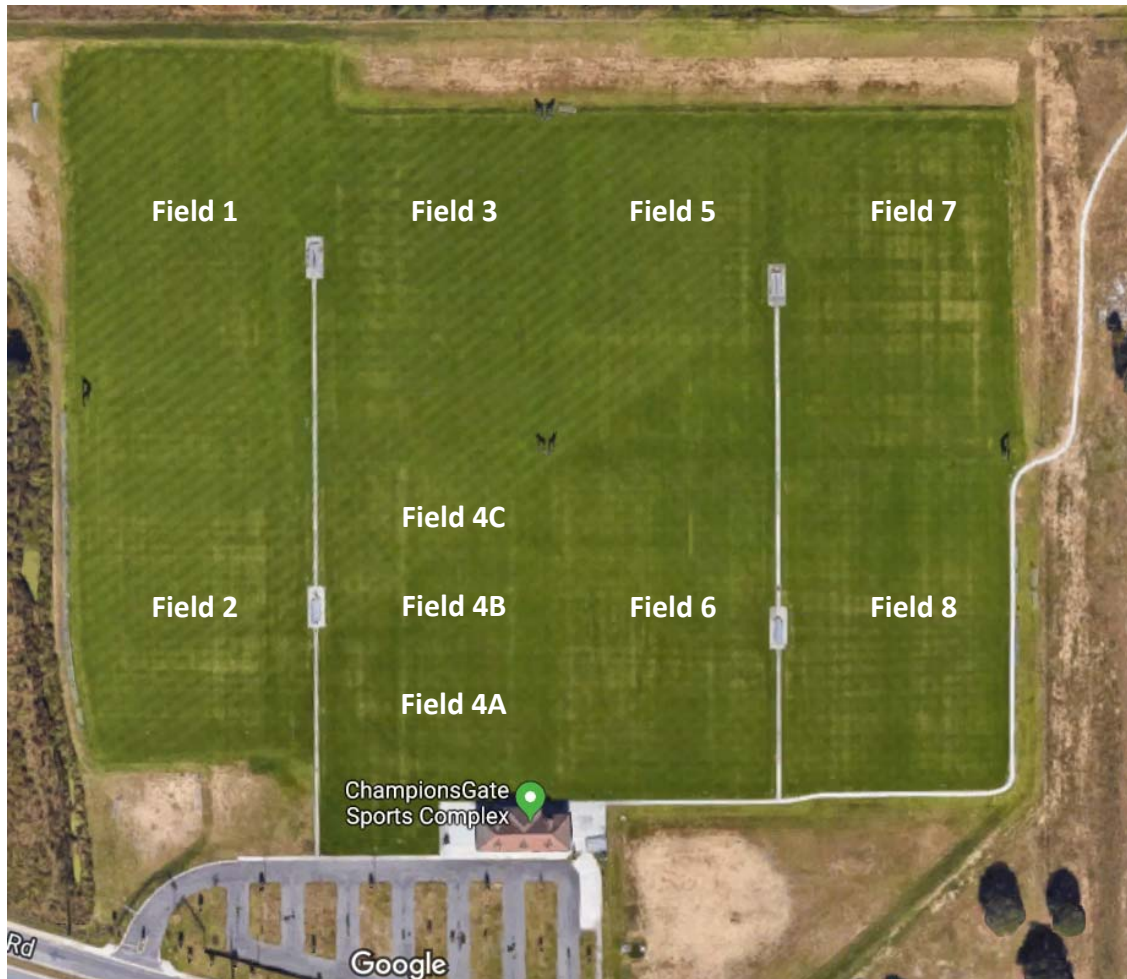 Field 1
Field 3
Field 5
Field 7
Field 4C
Field 2
Field 4B
Field 6
Field 8
Field 4A
ChampionsGate
Sports Complex
Rd
Google